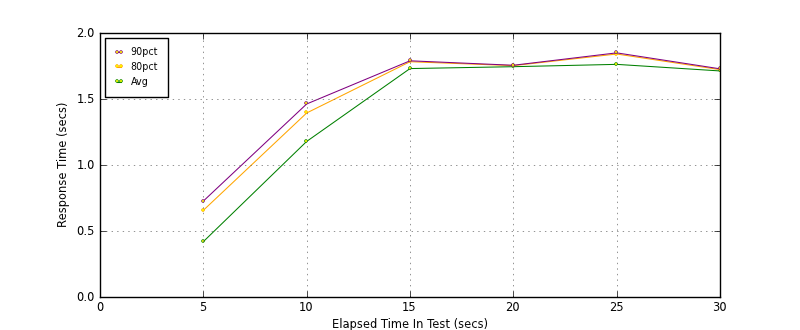 2.0
90pct
80pct
Avg
1.5
1.0
0.5
0.0
Response Time (secs)
0 5 10 15 20 25 30
Elapsed Time In Test (secs)